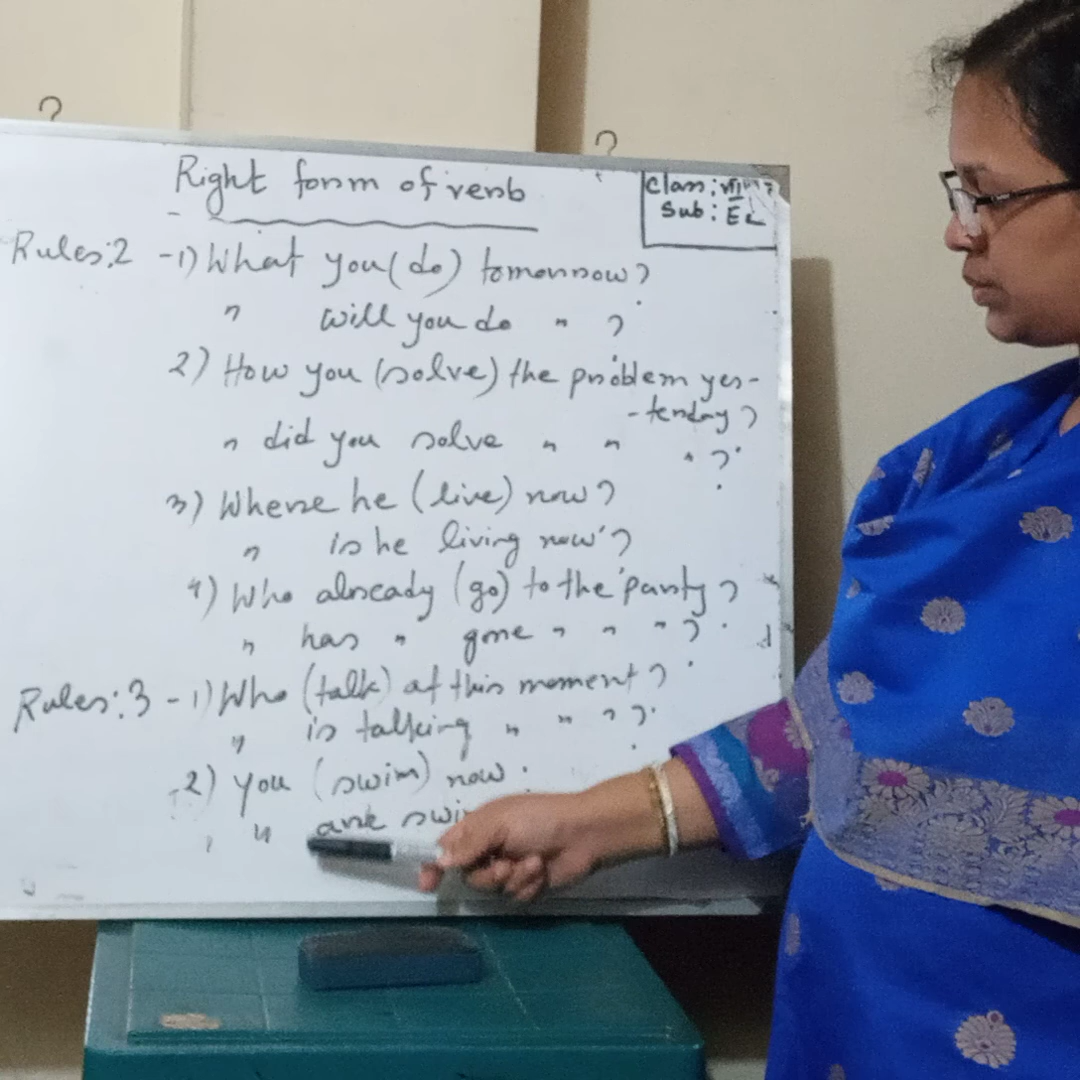 Right form of verb
Class:
Sub: E
Rules:2 -1) What you (do) tomorrow?
" will you do " ?
2) How you (solve) the problem yes-
-terday?
" did you solve " " " ?
3) Where he (live) now?
" is he living now?
4) Who already (go) to the party?
" has " gone " " " ?
Rules:3 -1) Who (talk) at this moment?
" is talking " " " ?
2) You (swim) now.
" are